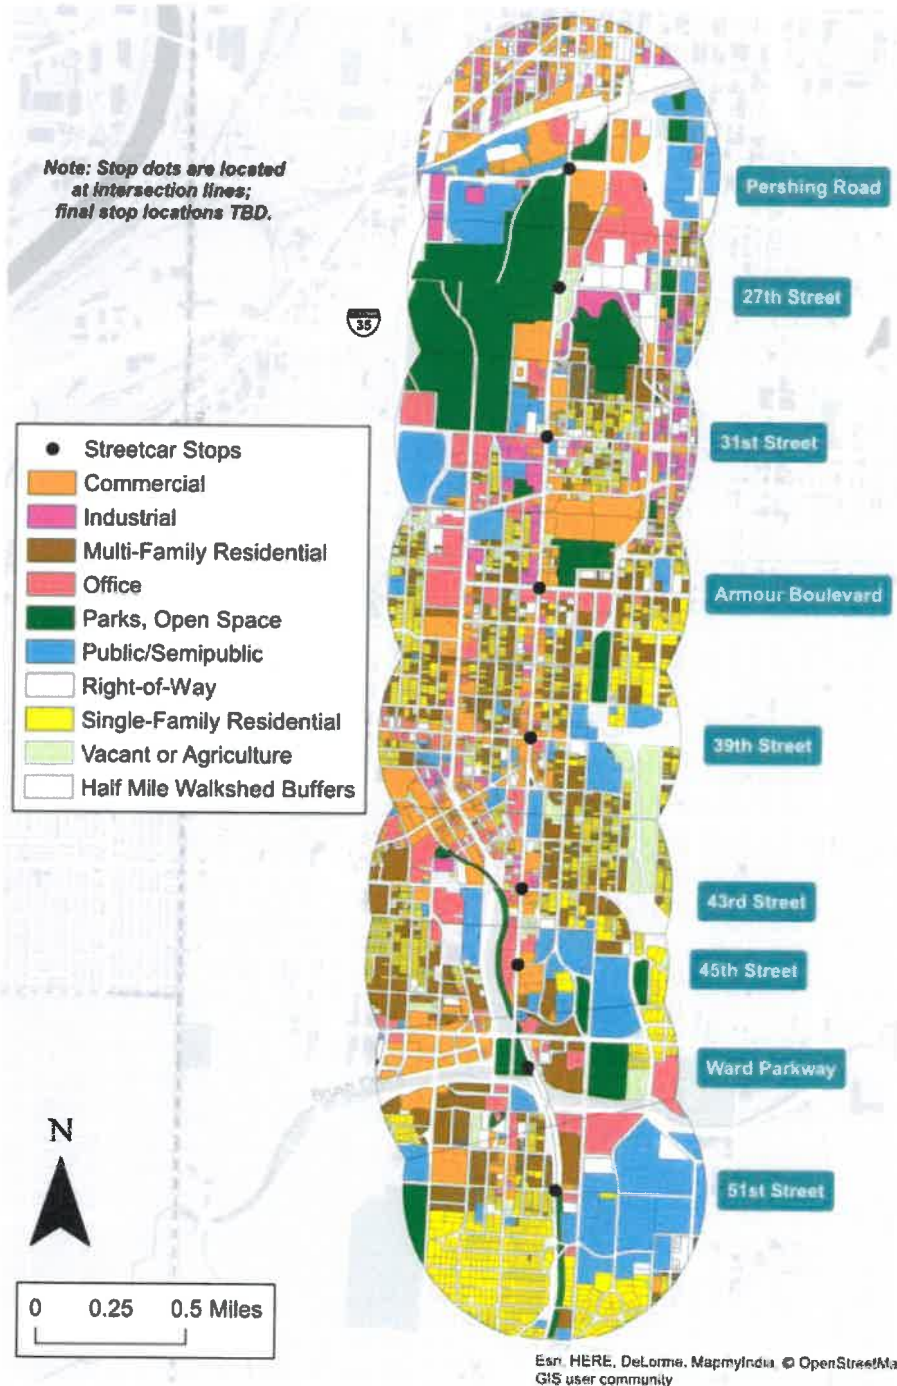 Note: Stop dots are located
at intersection lines;
final stop locations TBD.
Pershing Road
27th Street
35
31st Street
Streetcar Stops
Commercial
Industrial
Multi-Family Residential
Office
Parks, Open Space
Public/Semipublic
Right-of-Way
Single-Family Residential
Vacant or Agriculture
Half Mile Walkshed Buffers
Armour Boulevard
39th Street
43rd Street
45th Street
Ward Parkway
51st Street
N
0 0.25 0.5 Miles
Esri, HERE, DeLorme, MapmyIndia, © OpenStreetMa
GIS user community